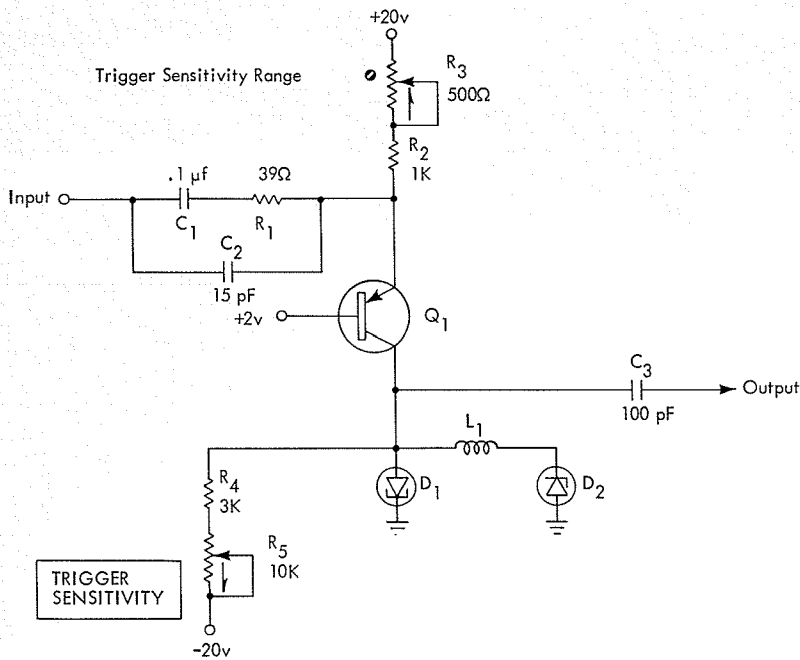 +20v
Trigger Sensitivity Range
R3
500Ω
R2
1K
.1 µf
39Ω
Input
C1
R1
C2
15 pF
+2v
Q1
C3
Output
100 pF
L1
R4
3K
D1
D2
R5
10K
TRIGGER
SENSITIVITY
-20v